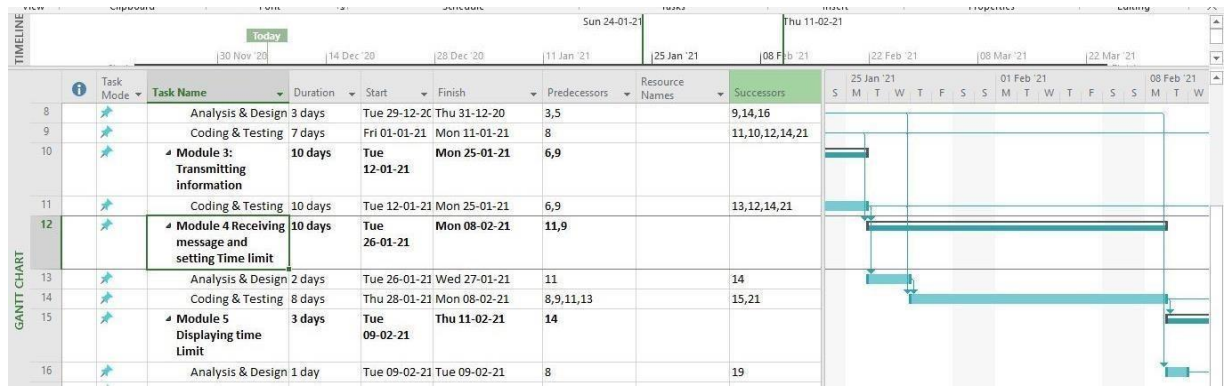 View Clipboard Font Schedule Tasks Insert Properties Editing
TIMELINE
Sun 24-01-21 Thu 11-02-21
Today
30 Nov '20 14 Dec '20 28 Dec '20 11 Jan '21 25 Jan '21 08 Feb '21 22 Feb '21 08 Mar '21 22 Mar '21
Task Mode Task Name Duration Start Finish Predecessors Resource Names Successors
25 Jan '21 01 Feb '21 08 Feb '21
S M T W T F S S M T W T F S S M T W
GANTT CHART
8 Analysis & Design 3 days Tue 29-12-20 Thu 31-12-20 3,5 9,14,16
9 Coding & Testing 7 days Fri 01-01-21 Mon 11-01-21 8 11,10,12,14,21
10 Module 3: 10 days Tue Mon 25-01-21 6,9
Transmitting 12-01-21
information
11 Coding & Testing 10 days Tue 12-01-21 Mon 25-01-21 6,9 13,12,14,21
12 Module 4 Receiving 10 days Tue Mon 08-02-21 11,9
message and 26-01-21
setting Time limit
13 Analysis & Design 2 days Tue 26-01-21 Wed 27-01-21 11 14
14 Coding & Testing 8 days Thu 28-01-21 Mon 08-02-21 8,9,11,13 15,21
15 Module 5 3 days Tue Thu 11-02-21 14
Displaying time 09-02-21
Limit
16 Analysis & Design 1 day Tue 09-02-21 Tue 09-02-21 8 19